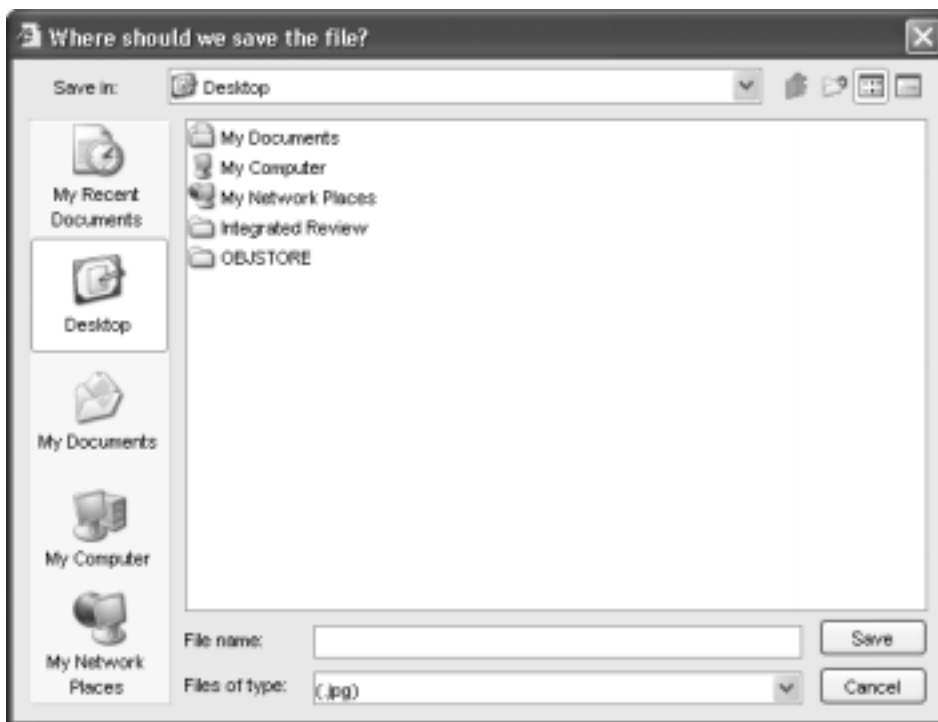 Where should we save the file?
Save in:
Desktop
My Recent
Documents
Desktop
My Documents
My Computer
My Network
Places
My Documents
My Computer
My Network Places
Integrated Review
OBJSTORE
File name:
Save
Files of type:
(.jpg)
Cancel